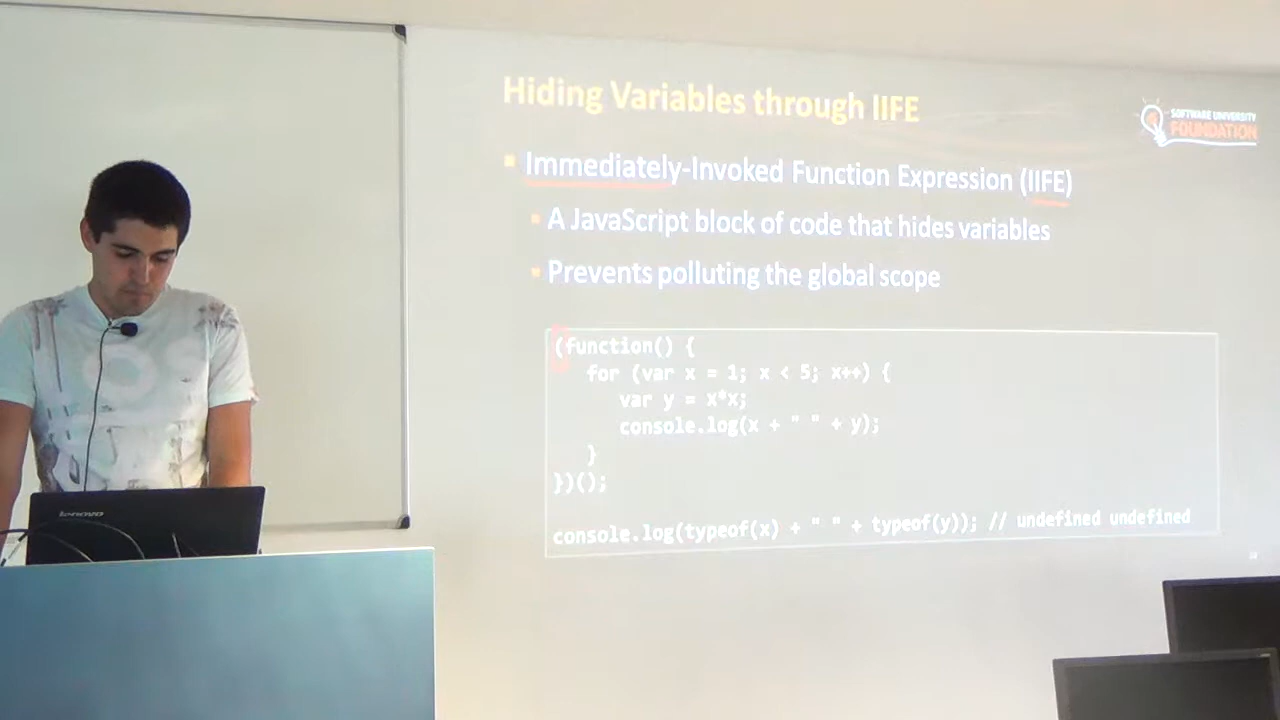 Hiding Variables through IIFE
SOFTWARE UNIVERSITY
FOUNDATION
Immediately-Invoked Function Expression (IIFE)
A JavaScript block of code that hides variables
Prevents polluting the global scope
(function() {
for (var x = 1; x < 5; x++) {
var y = x*x;
console.log(x + " " + y);
}
})();
console.log(typeof(x) + " " + typeof(y)); // undefined undefined
lenovo